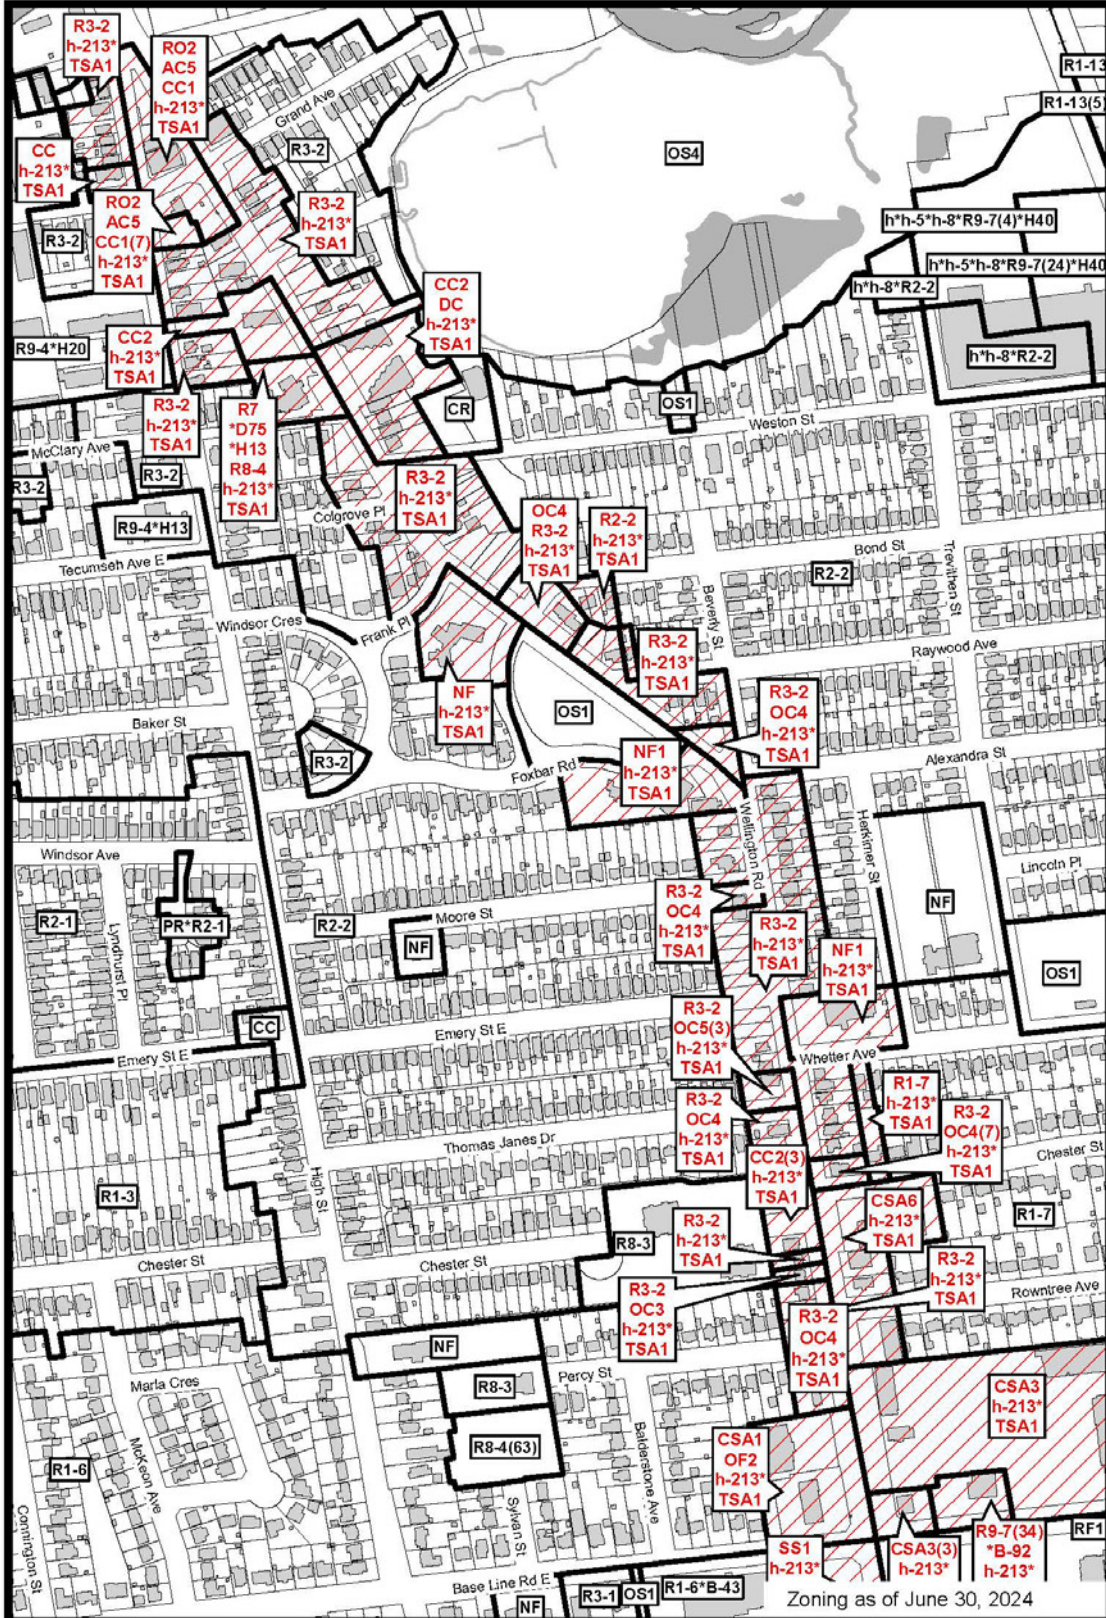 R3-2
h-213*
TSA1
RO2
AC5
CC1
h-213*
TSA1
Grand Ave
R1-13
R1-13(5)
R3-2
OS4
CC
h-213*
TSA1
RO2
AC5
CC1(7)
h-213*
TSA1
R3-2
h-213*
TSA1
R3-2
h*h-5*h-8*R9-7(4)*H40
h*h-5*h-8*R9-7(24)*H40
h*h-8*R2-2
CC2
DC
h-213*
TSA1
CC2
h-213*
TSA1
R9-4*H20
h*h-8*R2-2
R3-2
h-213*
TSA1
R7
*D75
*H13
R8-4
h-213*
TSA1
CR
OS1
Weston St
McClary Ave
R3-2
R3-2
R9-4*H13
Colgrove Pl
R3-2
h-213*
TSA1
OC4
R3-2
h-213*
TSA1
R2-2
h-213*
TSA1
Bond St
Trevithen St
R2-2
Tecumseh Ave E
Beverly St
Windsor Cres
Frank Pl
R3-2
h-213*
TSA1
Raywood Ave
NF
h-213*
TSA1
R3-2
OC4
h-213*
TSA1
Baker St
OS1
R3-2
Foxbar Rd
NF1
h-213*
TSA1
Alexandra St
Wellington Rd
Herkimer St
Windsor Ave
Lincoln Pl
R2-1
Lyndhurst Pl
PR*R2-1
R2-2
Moore St
NF
R3-2
OC4
h-213*
TSA1
R3-2
h-213*
TSA1
NF1
h-213*
TSA1
NF
OS1
CC
Emery St E
Emery St E
R3-2
OC5(3)
h-213*
TSA1
Whetter Ave
R1-7
h-213*
TSA1
R3-2
OC4
h-213*
TSA1
R3-2
OC4(7)
h-213*
TSA1
Thomas Janes Dr
CC2(3)
h-213*
TSA1
Chester St
High St
R1-3
CSA6
h-213*
TSA1
R1-7
R3-2
h-213*
TSA1
R8-3
Chester St
Chester St
R3-2
h-213*
TSA1
Rowntree Ave
R3-2
OC3
h-213*
TSA1
R3-2
OC4
h-213*
TSA1
NF
R8-3
Percy St
Marla Cres
CSA3
h-213*
TSA1
R8-4(63)
CSA1
OF2
h-213*
TSA1
R1-6
McKeon Ave
Balderstone Ave
Sylvan St
Connington St
SS1
h-213*
CSA3(3)
h-213*
R9-7(34)
*B-92
h-213*
RF1
Base Line Rd E
NF
R3-1
OS1
R1-6*B-43
Zoning as of June 30, 2024